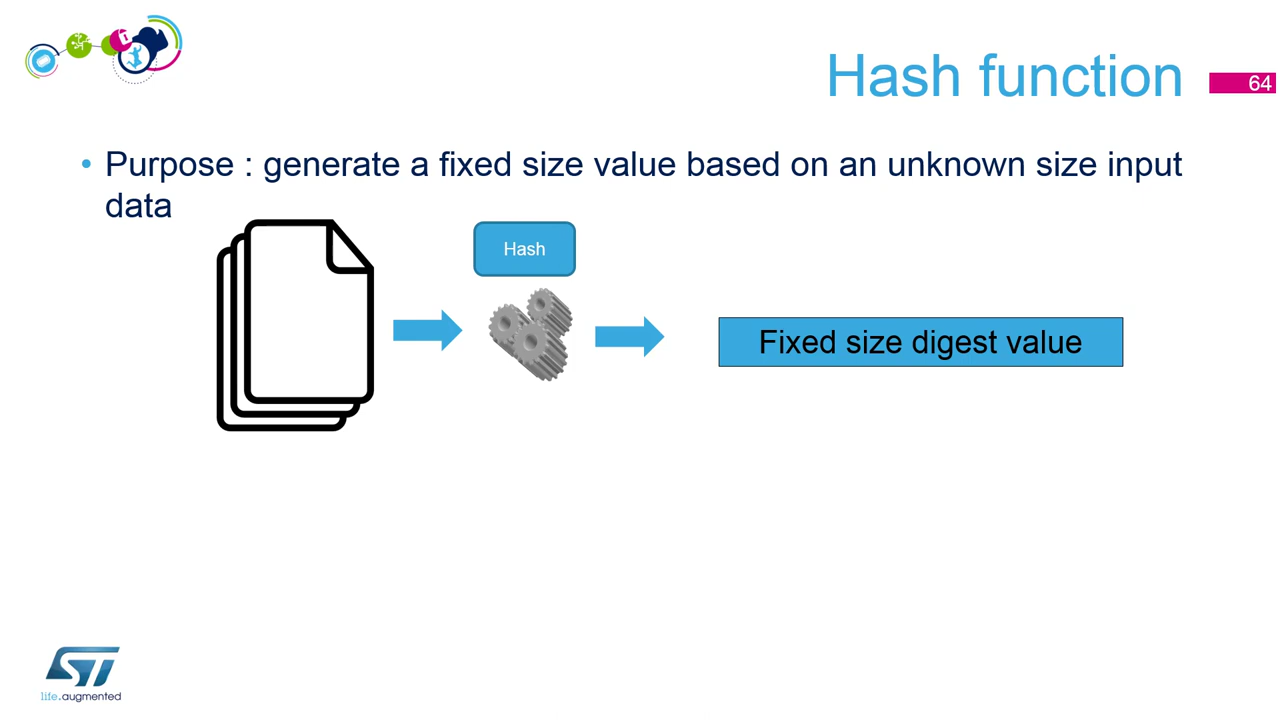 Hash function
64
• Purpose : generate a fixed size value based on an unknown size input
data
Hash
Fixed size digest value
ST
life.augmented